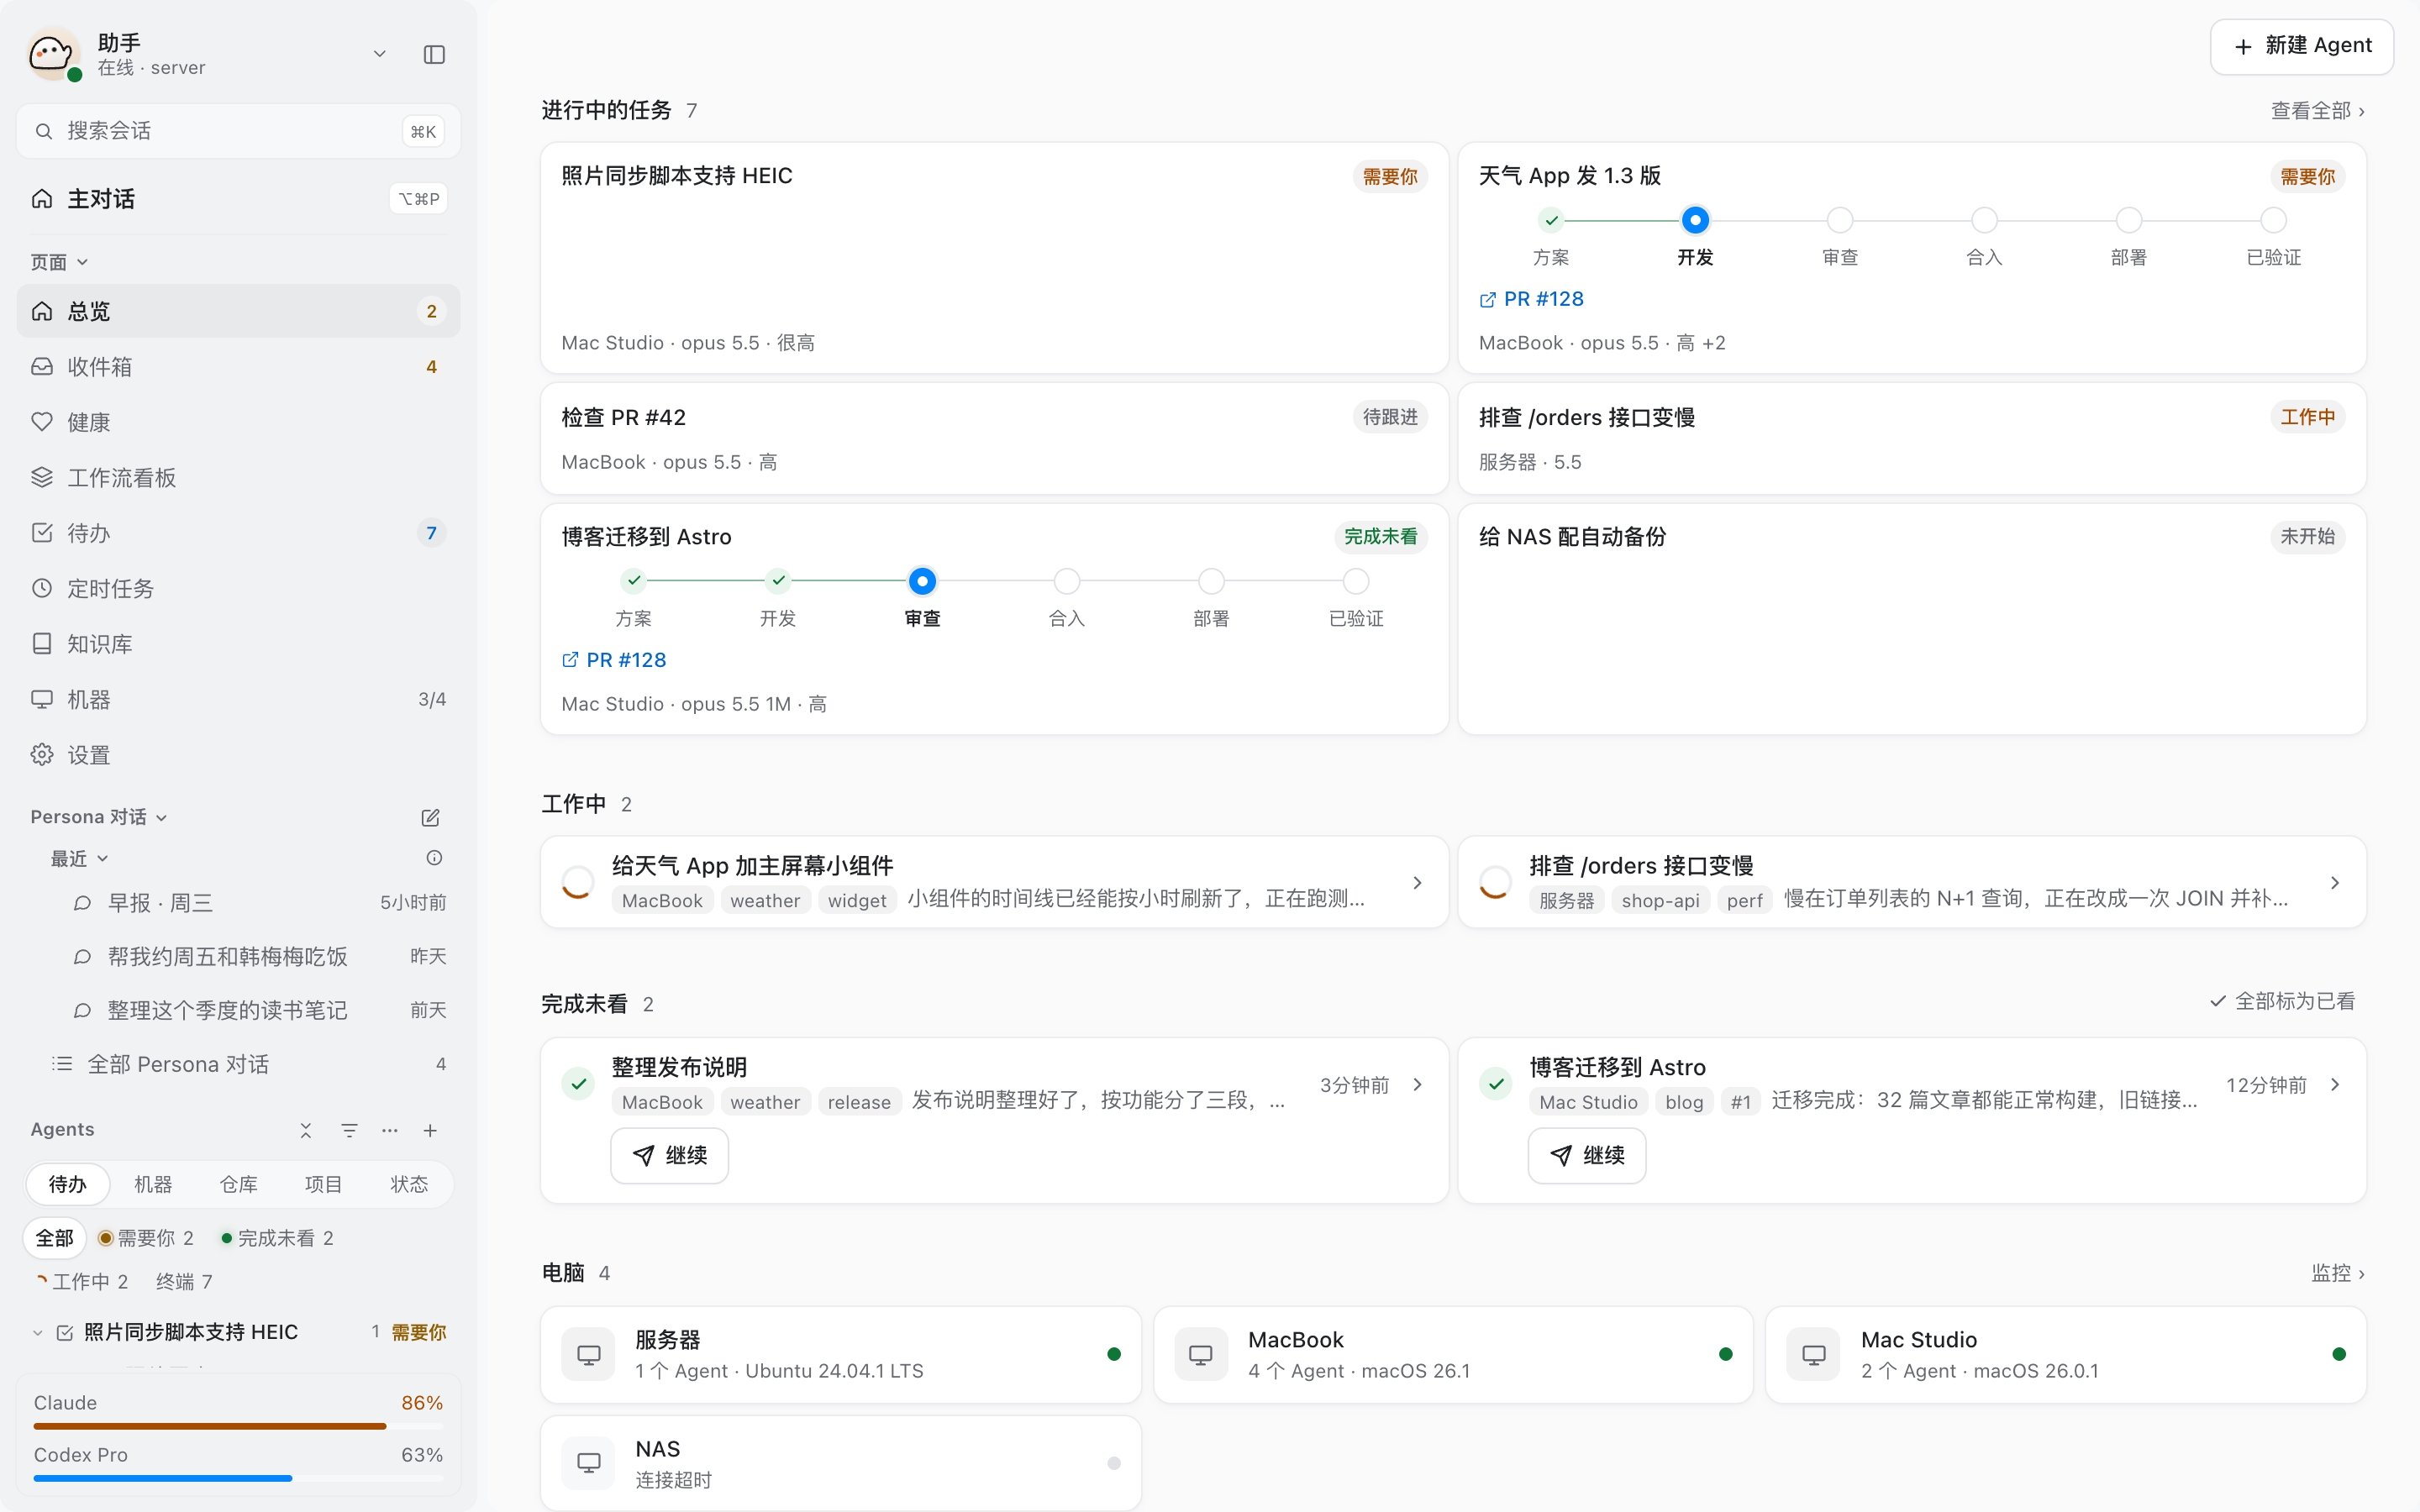 助手
在线 · server
搜索会话 ⌘K
主对话 ⌥⌘P
页面
总览 2
收件箱 4
健康
工作流看板
待办 7
定时任务
知识库
机器 3/4
设置
Persona 对话
最近
早报 · 周三 5小时前
帮我约周五和韩梅梅吃饭 昨天
整理这个季度的读书笔记 前天
全部 Persona 对话 4
Agents
待办 机器 仓库 项目 状态
全部 需要你 2 完成未看 2
工作中 2 终端 7
照片同步脚本支持 HEIC 1 需要你
Claude 86%
Codex Pro 63%
新建 Agent
进行中的任务 7 查看全部 ›
照片同步脚本支持 HEIC 需要你
Mac Studio · opus 5.5 · 很高
天气 App 发 1.3 版 需要你
方案 开发 审查 合入 部署 已验证
PR #128
MacBook · opus 5.5 · 高 +2
检查 PR #42 待跟进
MacBook · opus 5.5 · 高
排查 /orders 接口变慢 工作中
服务器 · 5.5
博客迁移到 Astro 完成未看
方案 开发 审查 合入 部署 已验证
PR #128
Mac Studio · opus 5.5 1M · 高
给 NAS 配自动备份 未开始
工作中 2
给天气 App 加主屏幕小组件
MacBook weather widget 小组件的时间线已经能按小时刷新了，正在跑测...
排查 /orders 接口变慢
服务器 shop-api perf 慢在订单列表的 N+1 查询，正在改成一次 JOIN 并补...
完成未看 2 全部标为已看
整理发布说明
MacBook weather release 发布说明整理好了，按功能分了三段，... 3分钟前
继续
博客迁移到 Astro
Mac Studio blog #1 迁移完成：32 篇文章都能正常构建，旧链接... 12分钟前
继续
电脑 4 监控 ›
服务器
1 个 Agent · Ubuntu 24.04.1 LTS
MacBook
4 个 Agent · macOS 26.1
Mac Studio
2 个 Agent · macOS 26.0.1
NAS
连接超时